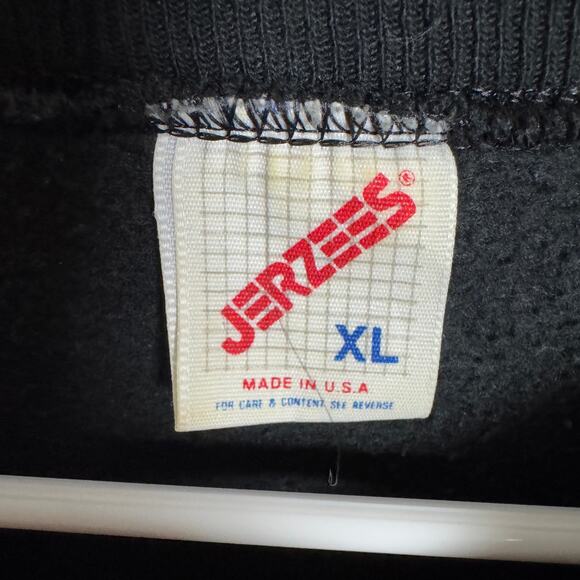 JERZEES®
XL
MADE IN U.S.A
FOR CARE & CONTENT SEE REVERSE